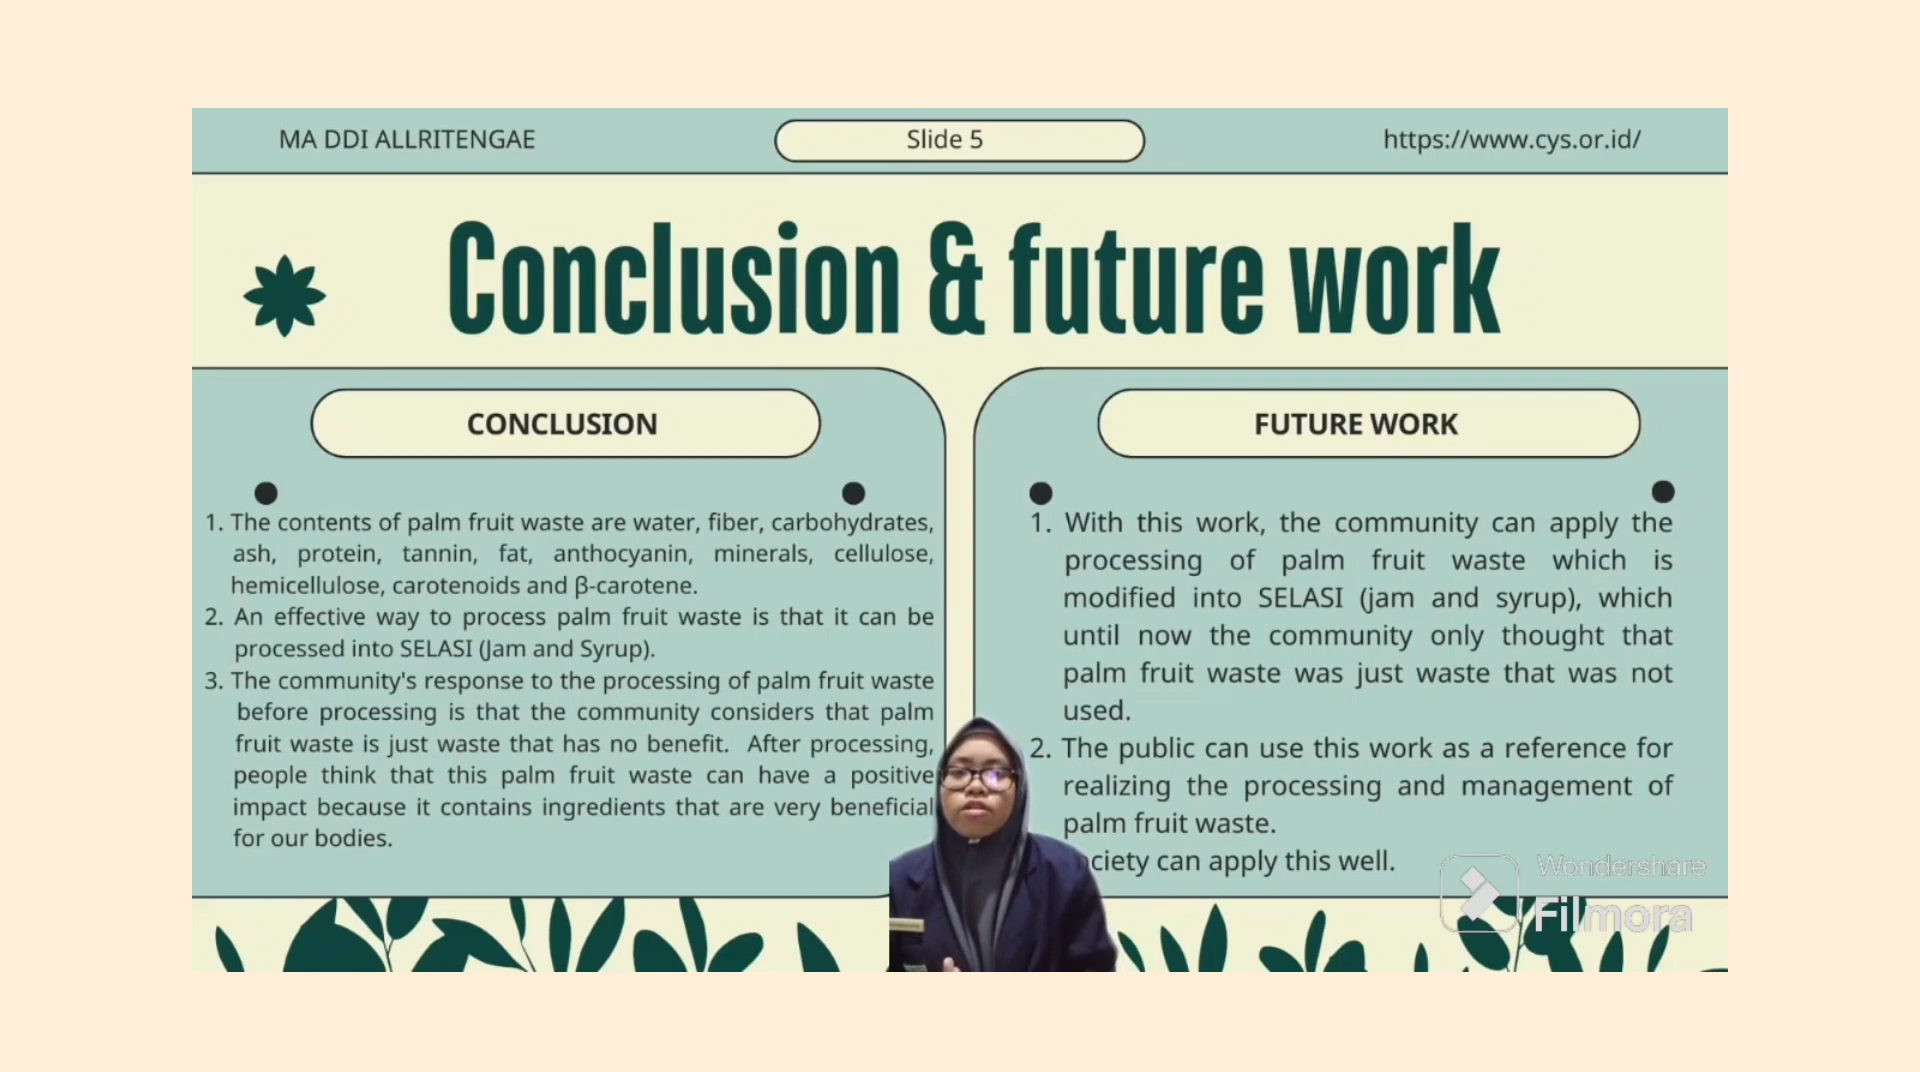 MA DDI ALLRITENGAE
Slide 5
https://www.cys.or.id/
Conclusion & future work
CONCLUSION
1. The contents of palm fruit waste are water, fiber, carbohydrates,
ash, protein, tannin, fat, anthocyanin, minerals, cellulose,
hemicellulose, carotenoids and β-carotene.
2. An effective way to process palm fruit waste is that it can be
processed into SELASI (Jam and Syrup).
3. The community's response to the processing of palm fruit waste
before processing is that the community considers that palm
fruit waste is just waste that has no benefit. After processing,
people think that this palm fruit waste can have a positive
impact because it contains ingredients that are very beneficial
for our bodies.
FUTURE WORK
1. With this work, the community can apply the
processing of palm fruit waste which is
modified into SELASI (jam and syrup), which
until now the community only thought that
palm fruit waste was just waste that was not
used.
2. The public can use this work as a reference for
realizing the processing and management of
palm fruit waste.
can apply this well.
Wondershare
Filmora